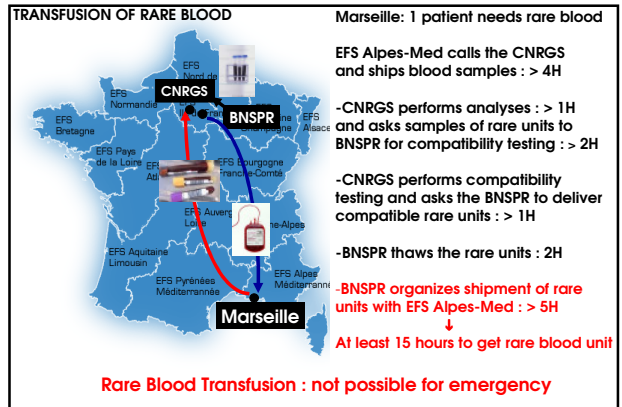 TRANSFUSION OF RARE BLOOD
EFS
Nord de
CNRGS
EFS
Normandie
BNSPR
EFS
Alsace
EFS
Bretagne
Champagne
EFS Pays
de la Loire
EFS Bourgogne
Franche-Comté
EFS Auverg
Loire
EFS Aquitaine
Limousin
EFS Pyrénées
Méditerrannée
EFS Alpes
Méditerrannée
Marseille
Marseille: 1 patient needs rare blood
EFS Alpes-Med calls the CNRGS
and ships blood samples : > 4H
-CNRGS performs analyses : > 1H
and asks samples of rare units to
BNSPR for compatibility testing : > 2H
-CNRGS performs compatibility
testing and asks the BNSPR to deliver
compatible rare units : > 1H
-BNSPR thaws the rare units : 2H
-BNSPR organizes shipment of rare
units with EFS Alpes-Med : > 5H
At least 15 hours to get rare blood unit
Rare Blood Transfusion : not possible for emergency